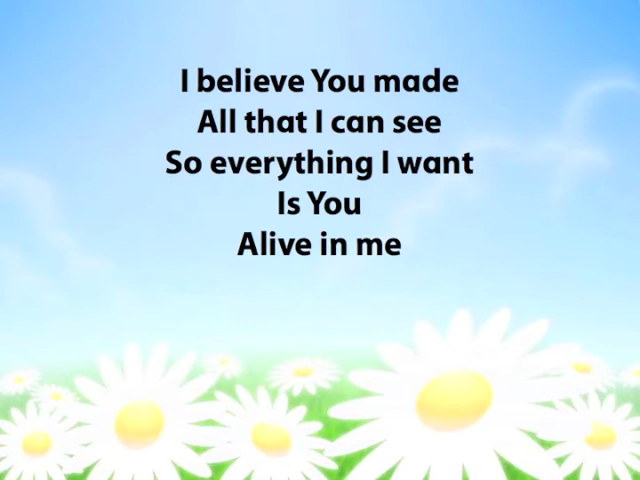 I believe You made
All that I can see
So everything I want
Is You
Alive in me